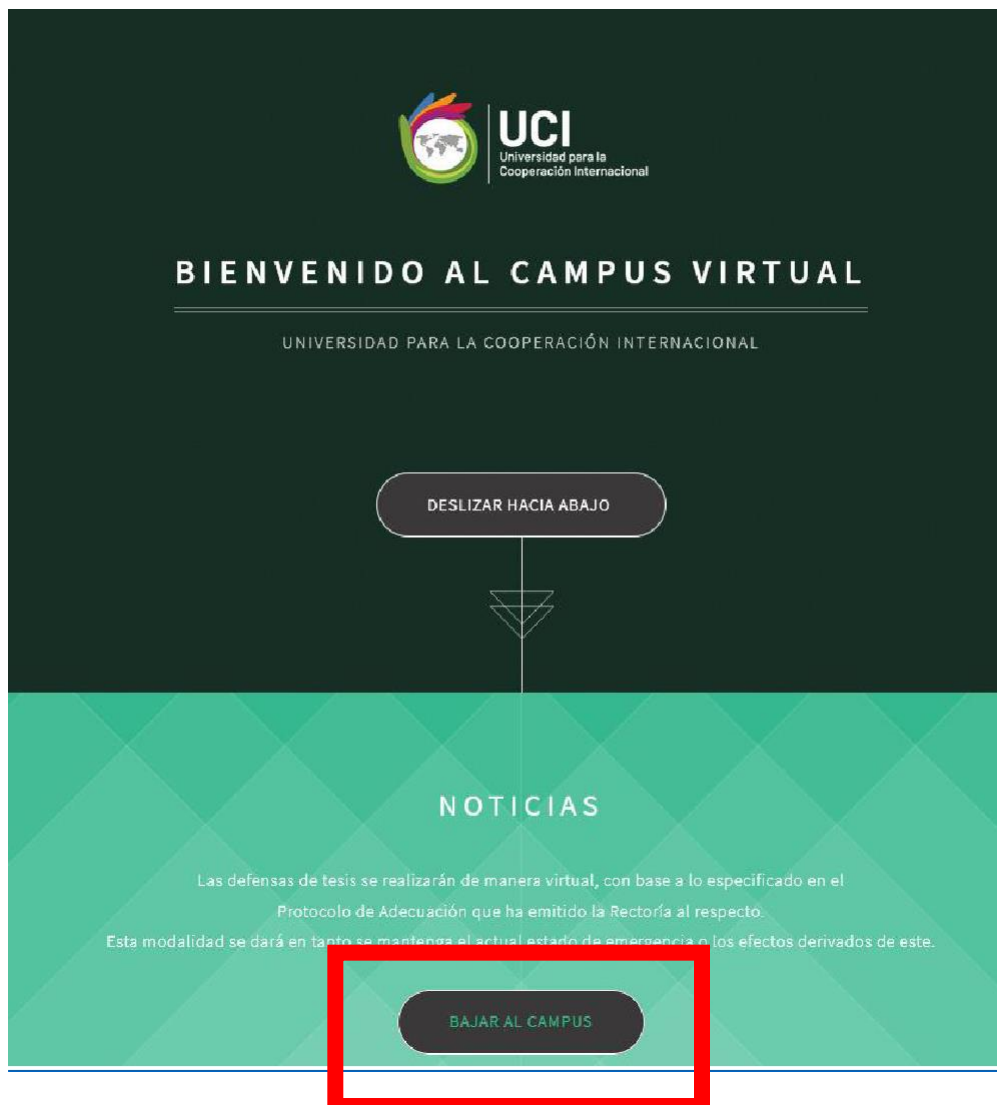 UCI
Universidad para la
Cooperación Internacional
BIENVENIDO AL CAMPUS VIRTUAL
UNIVERSIDAD PARA LA COOPERACIÓN INTERNACIONAL
DESLIZAR HACIA ABAJO
NOTICIAS
Las defensas de tesis se realizarán de manera virtual, con base a lo especificado en el
Protocolo de Adecuación que ha emitido la Rectoría al respecto.
Esta modalidad se dará en tanto se mantenga el actual estado de emergencia o los efectos derivados de este.
BAJAR AL CAMPUS